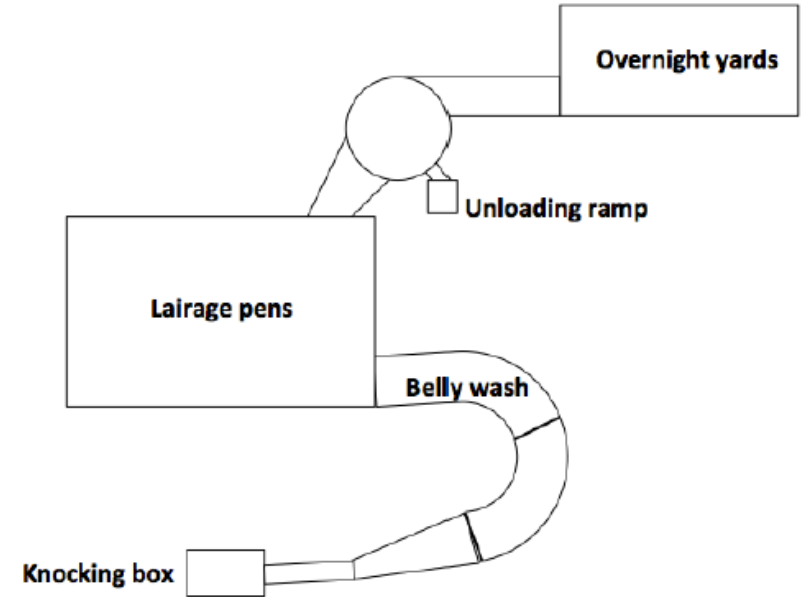 Overnight yards
Unloading ramp
Lairage pens
Belly wash
Knocking box